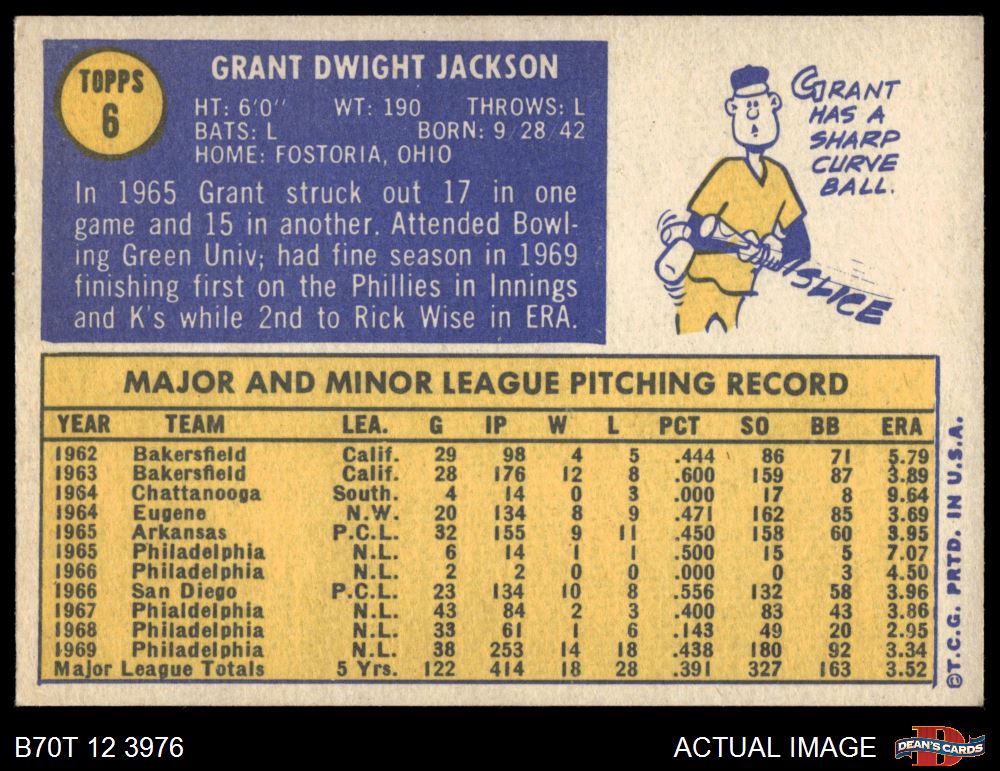 TOPPS
6
GRANT DWIGHT JACKSON
HT: 6'0" WT: 190 THROWS: L
BATS: L BORN: 9 28 42
HOME: FOSTORIA, OHIO
In 1965 Grant struck out 17 in one
game and 15 in another. Attended Bowl-
ing Green Univ; had fine season in 1969
finishing first on the Phillies in Innings
and K's while 2nd to Rick Wise in ERA.
GRANT
HAS A
SHARP
CURVE
BALL.
SLICE
MAJOR AND MINOR LEAGUE PITCHING RECORD
YEAR TEAM LEA. G IP W L PCT SO BB ERA
1962 Bakersfield Calif. 29 98 4 5 .444 86 71 5.79
1963 Bakersfield Calif. 28 176 12 8 .600 159 87 3.89
1964 Chattanooga South. 4 14 0 3 .000 17 8 9.64
1964 Eugene N.W. 20 134 8 9 .471 162 85 3.69
1965 Arkansas P.C.L. 32 155 9 11 .450 158 60 3.95
1965 Philadelphia N.L. 6 14 1 1 .500 15 5 7.07
1966 Philadelphia N.L. 2 2 0 0 .000 0 3 4.50
1966 San Diego P.C.L. 23 134 10 8 .556 132 58 3.96
1967 Phialdelphia N.L. 43 84 2 3 .400 83 43 3.86
1968 Philadelphia N.L. 33 61 1 6 .143 49 20 2.95
1969 Philadelphia N.L. 38 253 14 18 .438 180 92 3.34
Major League Totals 5 Yrs. 122 414 18 28 .391 327 163 3.52
©T.C.G. PRTD. IN U.S.A.
B70T 12 3976
ACTUAL IMAGE
DEAN'S CARDS